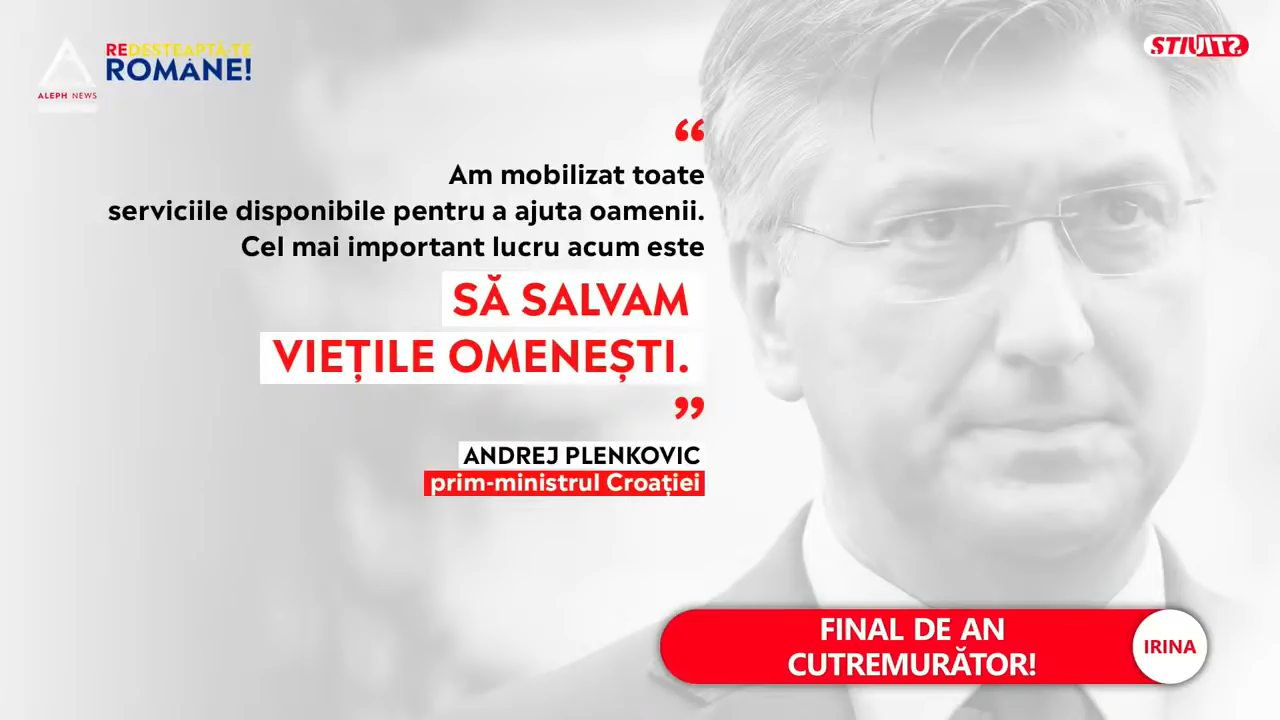 REDEȘTEAPTĂ-TE
ROMÂNE!
ALEPH NEWS
“
Am mobilizat toate
serviciile disponibile pentru a ajuta oamenii.
Cel mai important lucru acum este
SĂ SALVAM
VIEȚILE OMENEȘTI.
”
ANDREJ PLENKOVIC
prim-ministrul Croației
FINAL DE AN
CUTREMURĂTOR!
IRINA